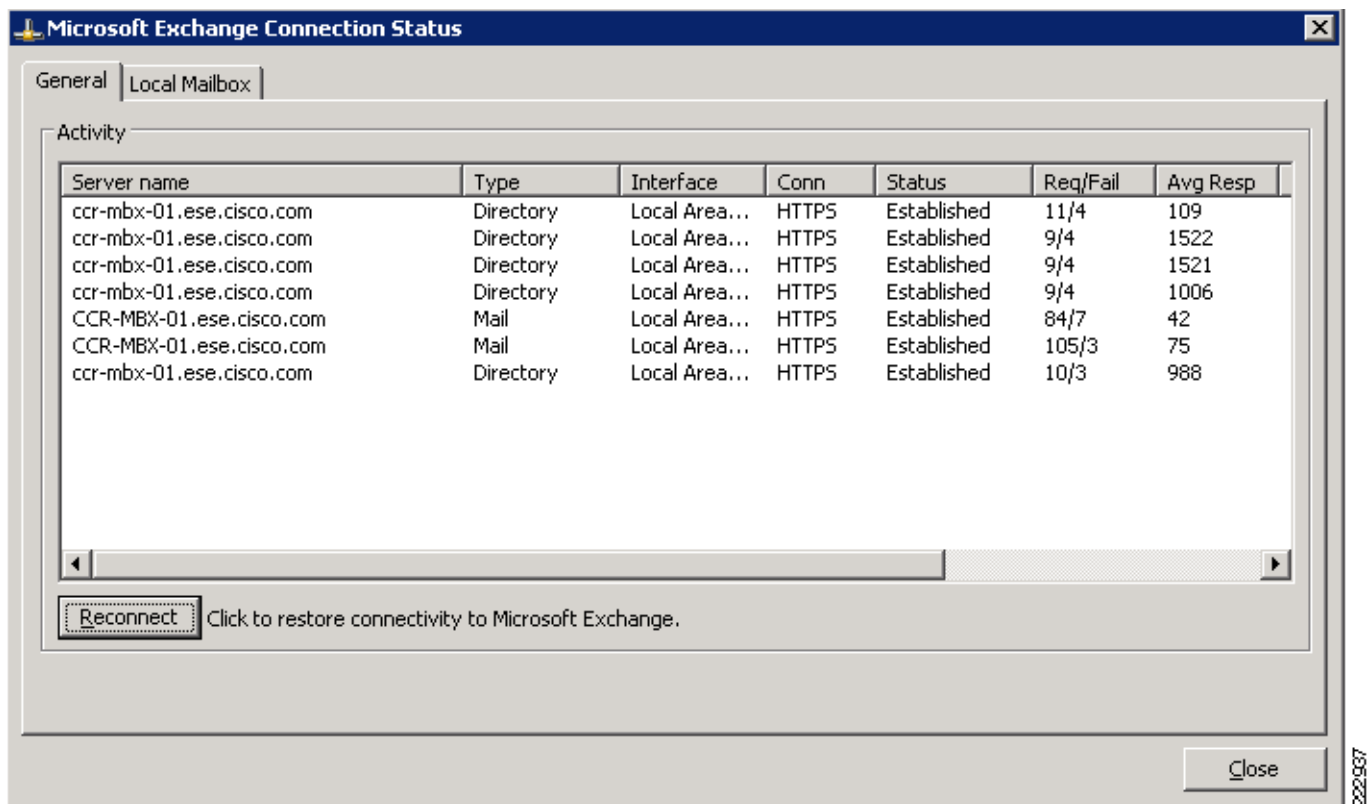 Microsoft Exchange Connection Status
General Local Mailbox
Activity
Server name Type Interface Conn Status Req/Fail Avg Resp
ccr-mbx-01.ese.cisco.com Directory Local Area... HTTPS Established 11/4 109
ccr-mbx-01.ese.cisco.com Directory Local Area... HTTPS Established 9/4 1522
ccr-mbx-01.ese.cisco.com Directory Local Area... HTTPS Established 9/4 1521
ccr-mbx-01.ese.cisco.com Directory Local Area... HTTPS Established 9/4 1006
CCR-MBX-01.ese.cisco.com Mail Local Area... HTTPS Established 84/7 42
CCR-MBX-01.ese.cisco.com Mail Local Area... HTTPS Established 105/3 75
ccr-mbx-01.ese.cisco.com Directory Local Area... HTTPS Established 10/3 988
Reconnect Click to restore connectivity to Microsoft Exchange.
Close
222937